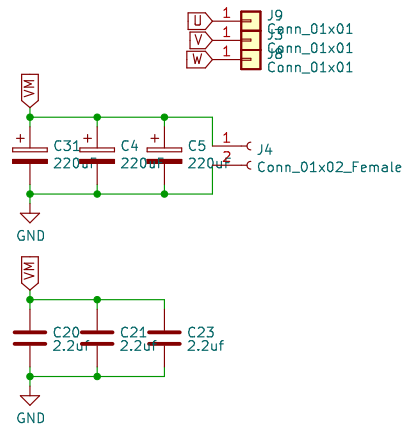 U 1 J9
Conn_01x01
V 1 J3
Conn_01x01
W 1 J8
Conn_01x01
VM
+ C31 + C4 + C5
220uF 220uF 220uF
1 J4
2 Conn_01x02_Female
GND
VM
C20 C21 C23
2.2uf 2.2uf 2.2uf
GND